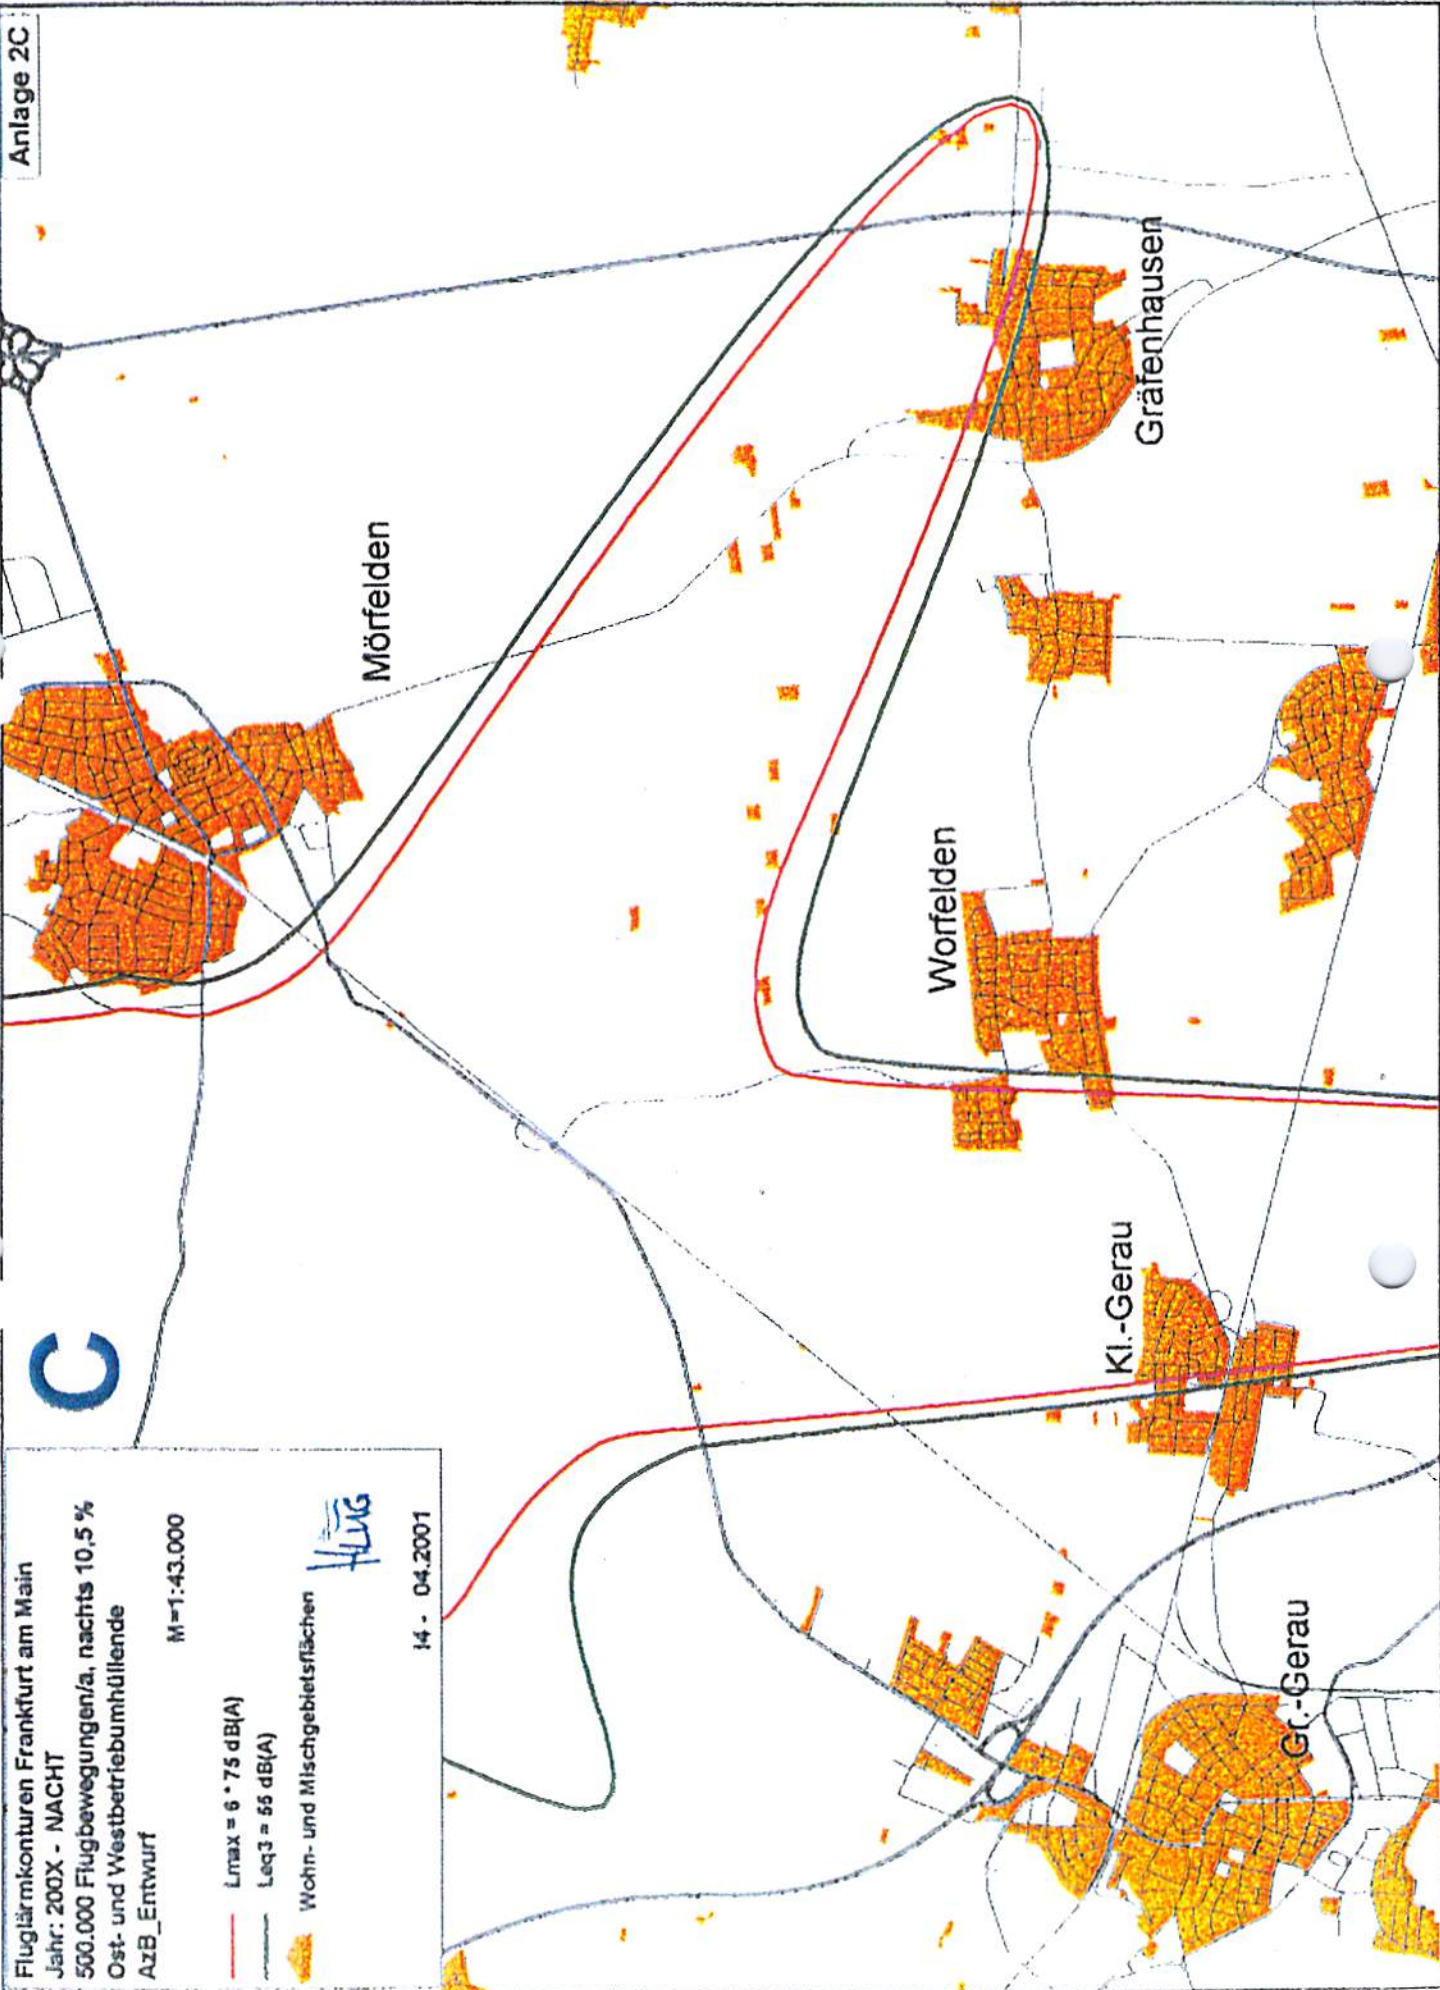 Anlage 2C
C
Fluglärmkonturen Frankfurt am Main
Jahr: 200X - NACHT
500.000 Flugbewegungen/a, nachts 10,5 %
Ost- und Westbetriebumhüllende
AzB_Entwurf
M=1:43.000
Lmax = 6 * 75 dB(A)
Leq3 = 55 dB(A)
Wohn- und Mischgebietsflächen
HLUG
I4 - 04.2001
Mörfelden
Gräfenhausen
Worfelden
Kl.-Gerau
Gr.-Gerau